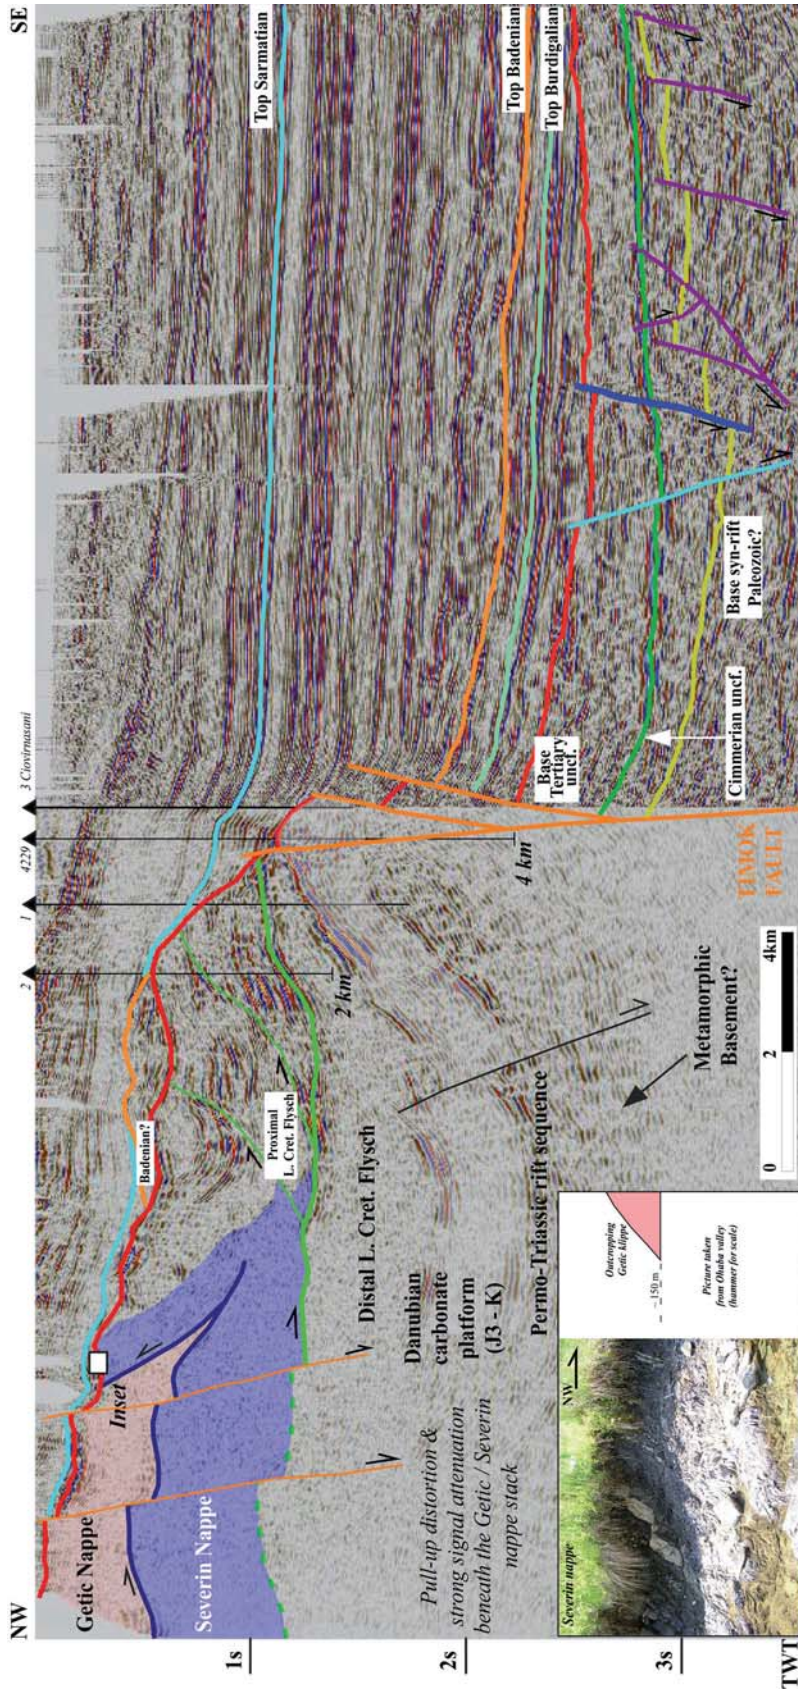 NW
SE
3 Ciovirnasani
4229
1
2
Top Sarmatian
Top Badenian
Top Burdigalian
Getic Nappe
Inset
Badenian?
Severin Nappe
Proximal
L. Cret. Flysch
2 km
4 km
Base
Tertiary
uncf.
Base syn-rift
Paleozoic?
Cimmerian uncf.
Distal L. Cret. Flysch
Danubian
carbonate
platform
(J3 - K)
Permo-Triassic rift sequence
Metamorphic
Basement?
TIMOK
FAULT
Pull-up distortion &
strong signal attenuation
beneath the Getic / Severin
nappe stack
1s
2s
3s
TWT
Severin nappe
NW
Outcropping
Getic klippe
~ 150 m
Picture taken
from Ohaba valley
(hammer for scale)
0
2
4km